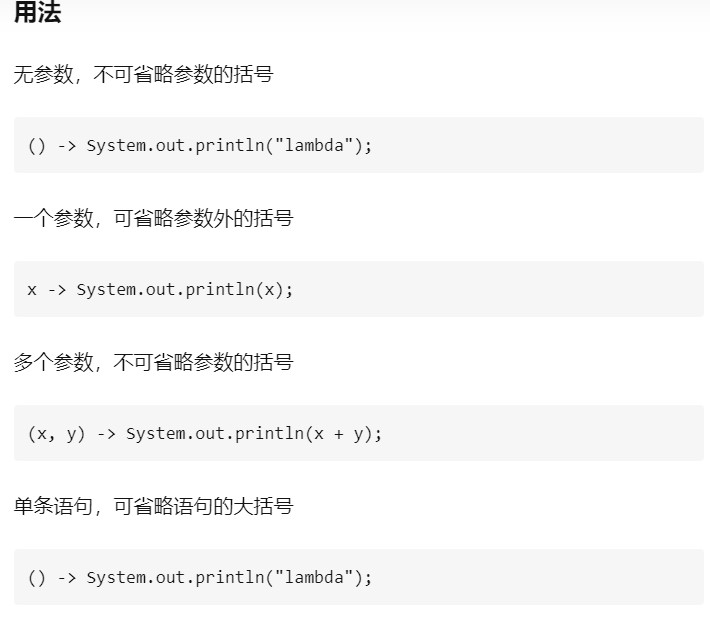 用法
无参数，不可省略参数的括号
() -> System.out.println("lambda");
一个参数，可省略参数外的括号
x -> System.out.println(x);
多个参数，不可省略参数的括号
(x, y) -> System.out.println(x + y);
单条语句，可省略语句的大括号
() -> System.out.println("lambda");